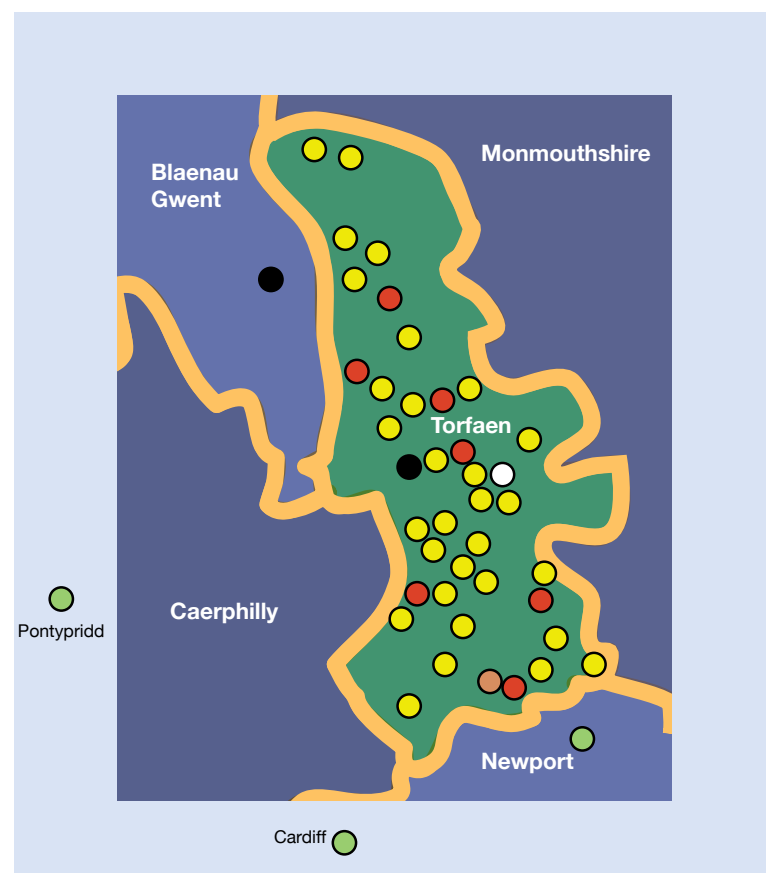 Monmouthshire
Blaenau
Gwent
Torfaen
Caerphilly
Pontypridd
Newport
Cardiff